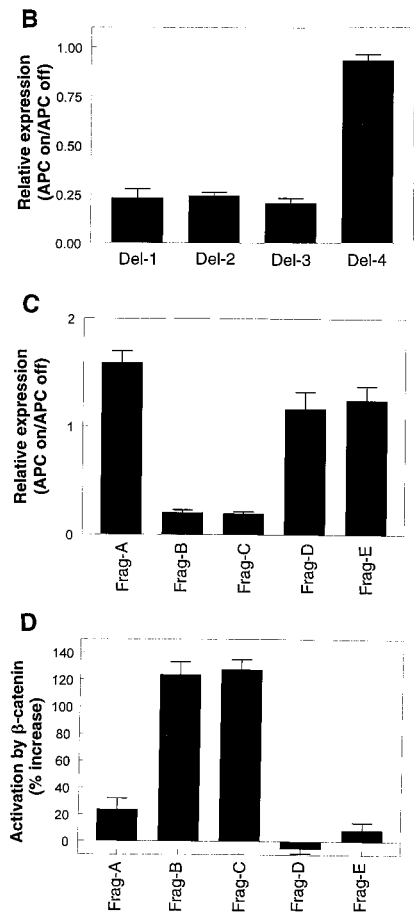 B
Relative expression
(APC on/APC off)
1.00
0.75
0.50
0.25
0.00
Del-1 Del-2 Del-3 Del-4
C
Relative expression
(APC on/APC off)
2
1
0
Frag-A Frag-B Frag-C Frag-D Frag-E
D
Activation by β-catenin
(% increase)
140
120
100
80
60
40
20
0
Frag-A Frag-B Frag-C Frag-D Frag-E